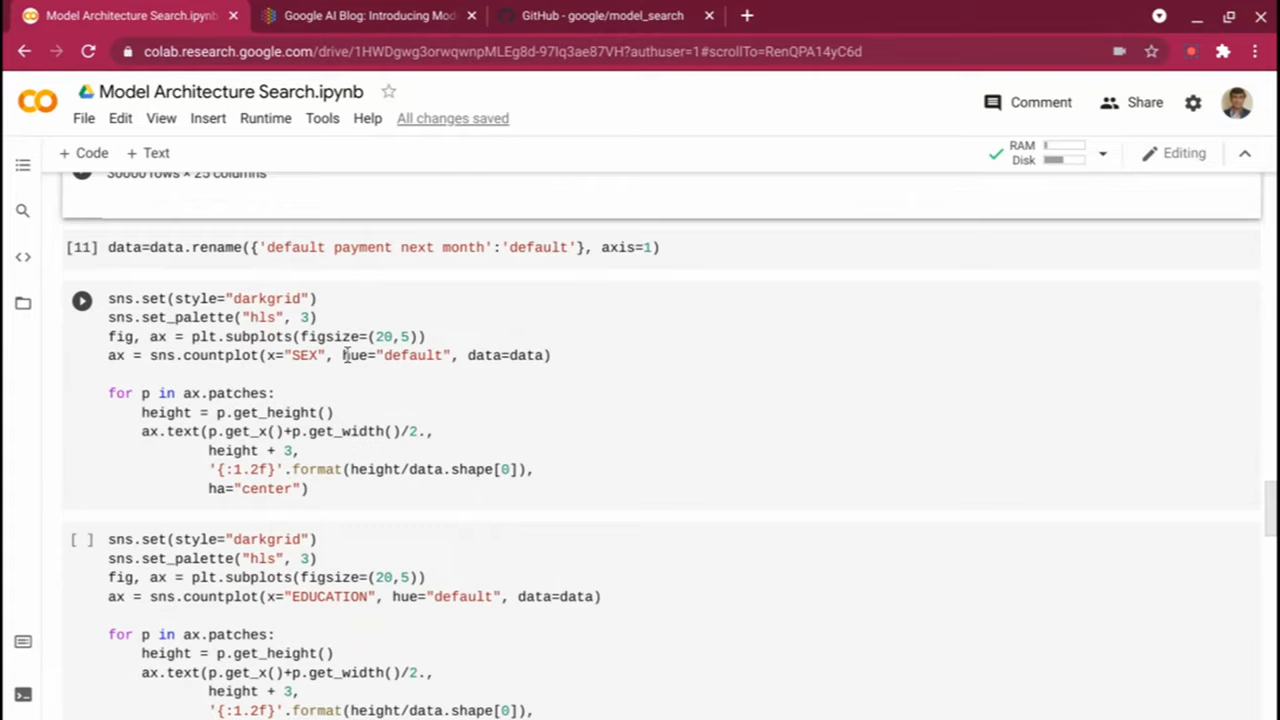 Model Architecture Search.ipynb
Google AI Blog: Introducing Mod
GitHub - google/model_search
colab.research.google.com/drive/1HWDgwg3orwqwnpMLEg8d-97Iq3ae87VH?authuser=1#scrollTo=RenQPA14yC6d
Model Architecture Search.ipynb
Comment
Share
File Edit View Insert Runtime Tools Help All changes saved
+ Code + Text
RAM
Disk
Editing
30000 rows × 25 columns
[11] data=data.rename({'default payment next month':'default'}, axis=1)
sns.set(style="darkgrid")
sns.set_palette("hls", 3)
fig, ax = plt.subplots(figsize=(20,5))
ax = sns.countplot(x="SEX", hue="default", data=data)
for p in ax.patches:
height = p.get_height()
ax.text(p.get_x()+p.get_width()/2.,
height + 3,
'{:1.2f}'.format(height/data.shape[0]),
ha="center")
[ ] sns.set(style="darkgrid")
sns.set_palette("hls", 3)
fig, ax = plt.subplots(figsize=(20,5))
ax = sns.countplot(x="EDUCATION", hue="default", data=data)
for p in ax.patches:
height = p.get_height()
ax.text(p.get_x()+p.get_width()/2.,
height + 3,
'{:1.2f}'.format(height/data.shape[0]),